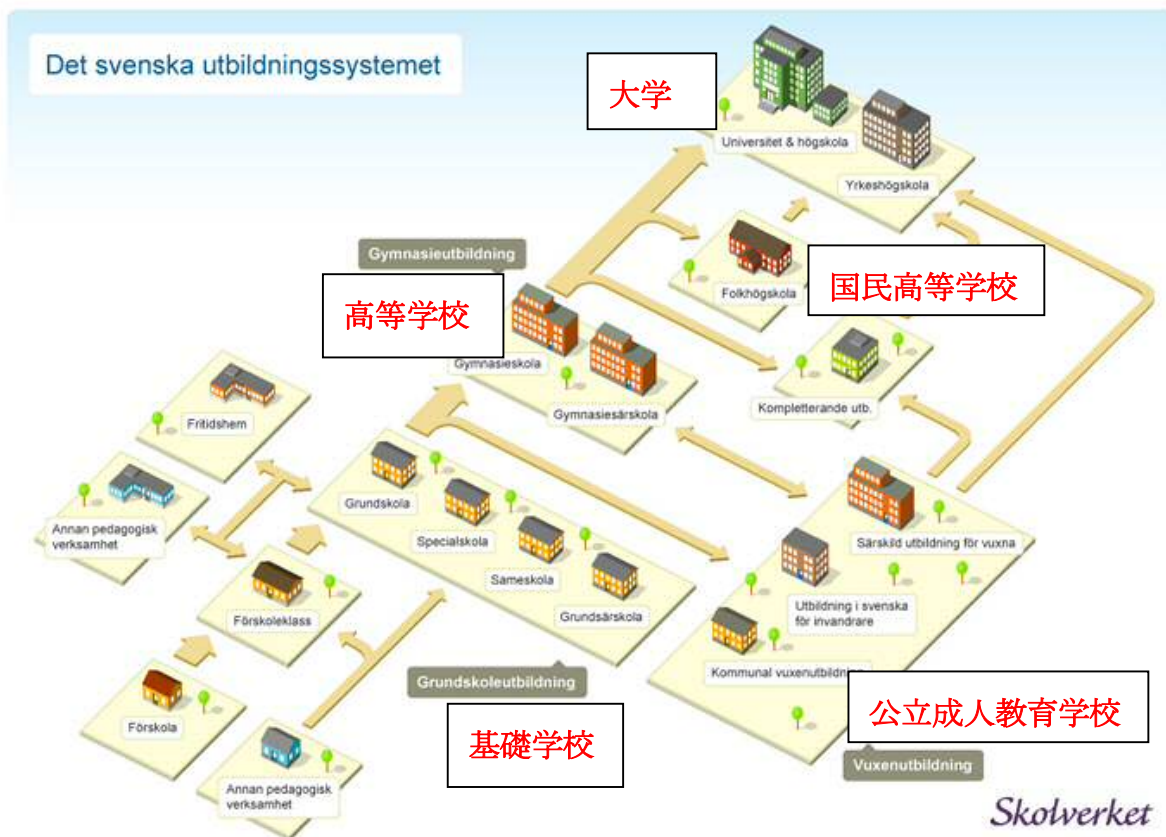 Det svenska utbildningssystemet
大学
Universitet & högskola
Yrkeshögskola
Gymnasieutbildning
高等学校
Folkhögskola
国民高等学校
Gymnasieskola
Gymnasiesärskola
Kompletterande utb.
Fritidshem
Annan pedagogisk
verksamhet
Grundskola
Specialskola
Sameskola
Grundsärskola
Särskild utbildning för vuxna
Utbildning i svenska
för invandrare
Kommunal vuxenutbildning
Förskoleklass
Förskola
Annan pedagogisk
verksamhet
Grundskoleutbildning
基礎学校
公立成人教育学校
Vuxenutbildning
Skolverket